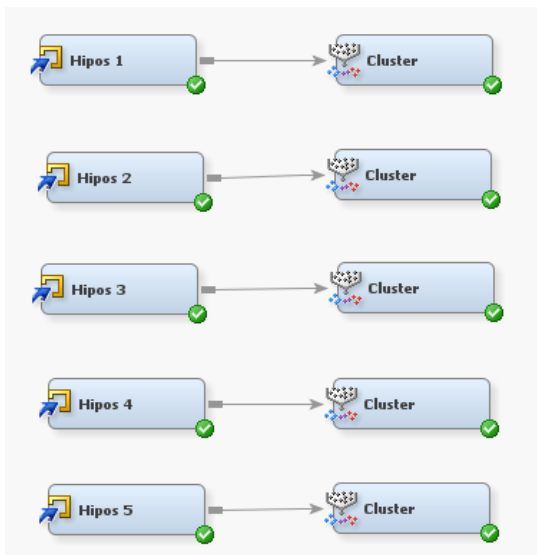 Hipos 1
Cluster
Hipos 2
Cluster
Hipos 3
Cluster
Hipos 4
Cluster
Hipos 5
Cluster